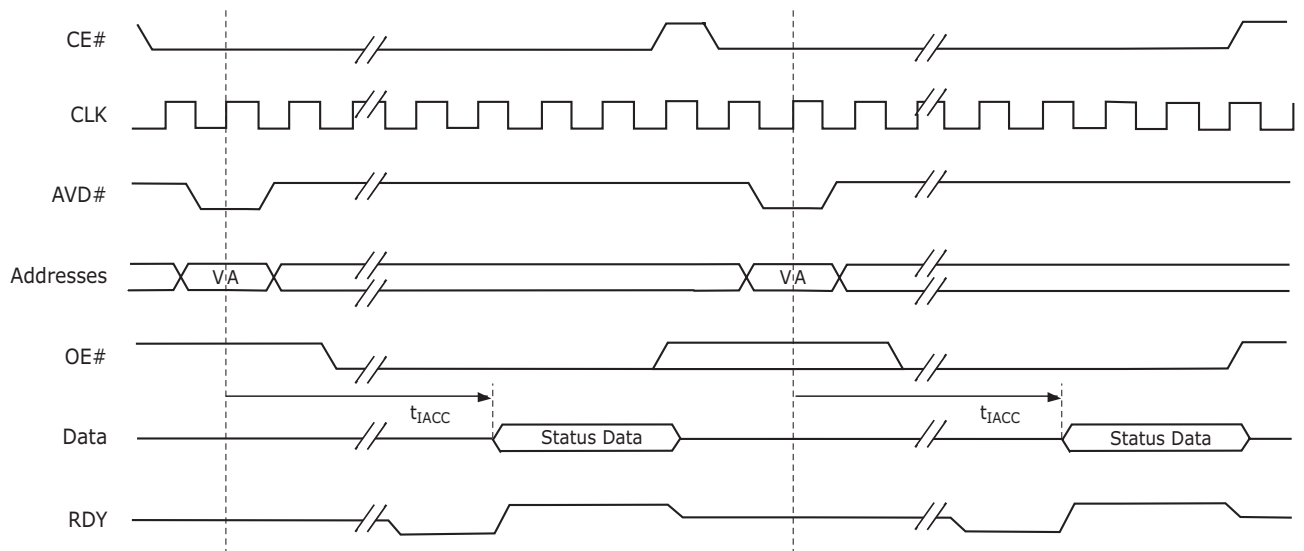 CE#
CLK
AVD#
Addresses
VA
VA
OE#
tIACC
tIACC
Data
Status Data
Status Data
RDY